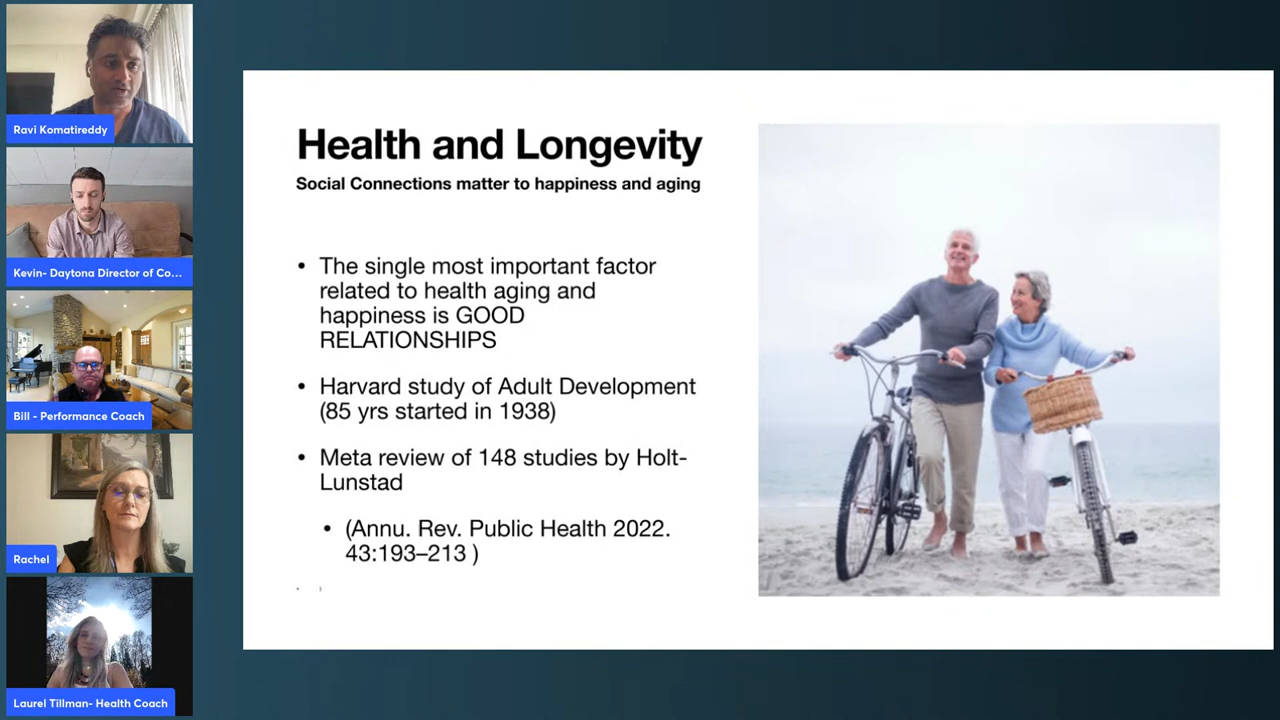 Ravi Komatireddy
Kevin- Daytona Director of Co...
Bill - Performance Coach
Rachel
Laurel Tillman- Health Coach
Health and Longevity
Social Connections matter to happiness and aging
• The single most important factor
related to health aging and
happiness is GOOD
RELATIONSHIPS
• Harvard study of Adult Development
(85 yrs started in 1938)
• Meta review of 148 studies by Holt-
Lunstad
• (Annu. Rev. Public Health 2022.
43:193–213 )